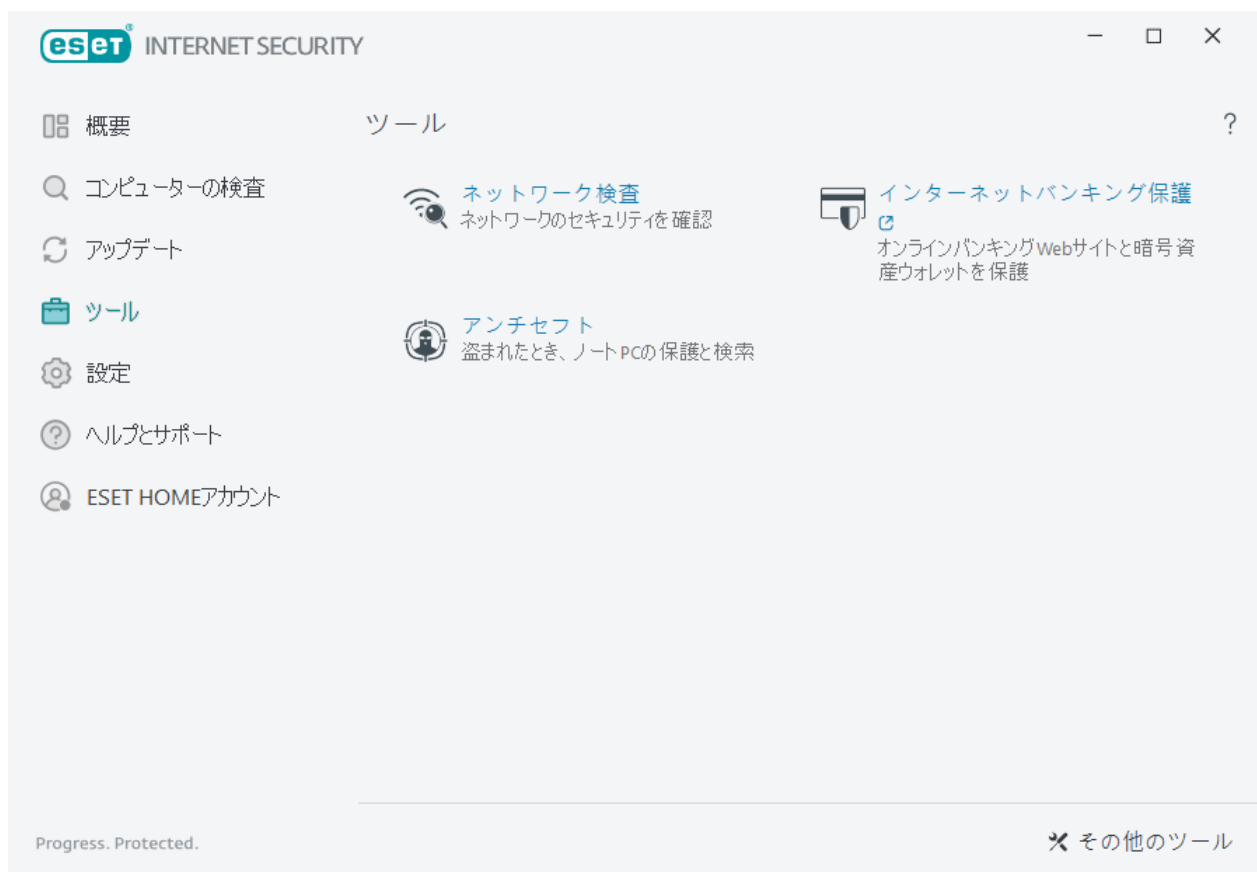 eset® INTERNET SECURITY
概要
コンピューターの検査
アップデート
ツール
設定
ヘルプとサポート
ESET HOMEアカウント
ツール
?
ネットワーク検査
ネットワークのセキュリティを確認
インターネットバンキング保護
オンラインバンキングWebサイトと暗号資
産ウォレットを保護
アンチセフト
盗まれたとき、ノートPCの保護と検索
Progress. Protected.
その他のツール